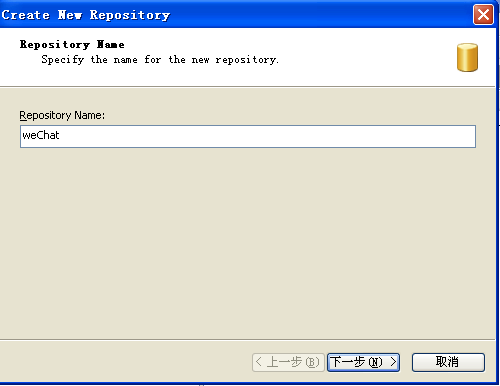 Create New Repository
Repository Name
Specify the name for the new repository.
Repository Name:
weChat
< 上一步(B)
下一步(N) >
取消